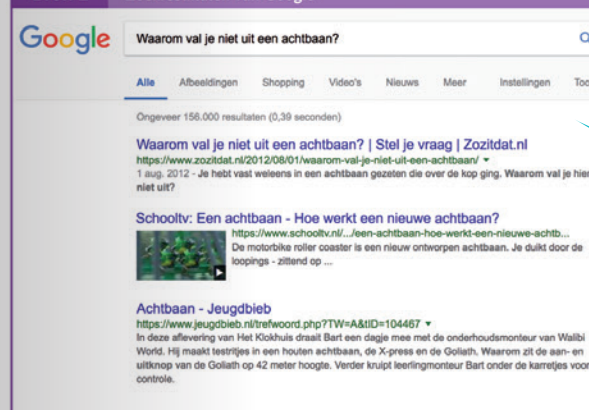 Google
Waarom val je niet uit een achtbaan?
Alle Afbeeldingen Shopping Video's Nieuws Meer Instellingen
Ongeveer 156.000 resultaten (0,39 seconden)
Waarom val je niet uit een achtbaan? | Stel je vraag | Zozitdat.nl
https://www.zozitdat.nl/2012/08/01/waarom-val-je-niet-uit-een-achtbaan/
1 aug. 2012 - Je hebt vast weleens in een achtbaan gezeten die over de kop ging. Waarom val je hier
niet uit?
Schooltv: Een achtbaan - Hoe werkt een nieuwe achtbaan?
https://www.schooltv.nl/.../een-achtbaan-hoe-werkt-een-nieuwe-achtb...
De motorbike roller coaster is een nieuw ontworpen achtbaan. Je duikt door de
loopings - zittend op ...
Achtbaan - Jeugdbieb
https://www.jeugdbieb.nl/trefwoord.php?TW=A&tiD=104467
In deze aflevering van Het Klokhuis draait Bart een dagje mee met de onderhoudsmonteur van Walibi
World. Hij maakt testritjes in een houten achtbaan, de X-press en de Goliath. Waarom zit de aan- en
uitknop van de Goliath op 42 meter hoogte. Verder kruipt leerlingmonteur Bart onder de karretjes voor
controle.